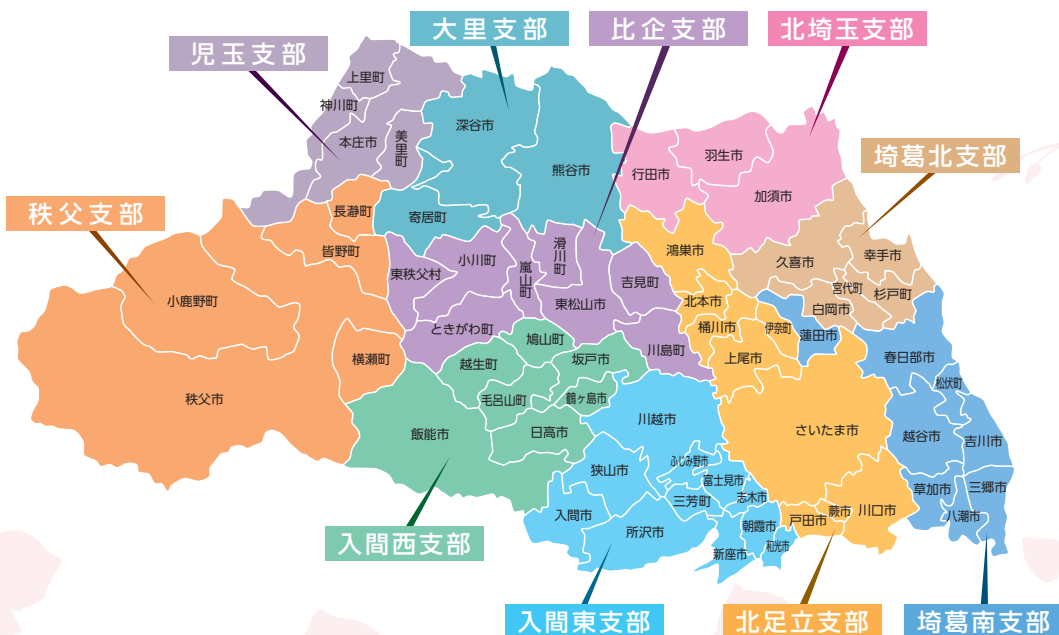 大里支部
比企支部
北埼玉支部
児玉支部
埼葛北支部
秩父支部
上里町
神川町
本庄市
美里町
深谷市
熊谷市
寄居町
行田市
羽生市
加須市
長瀞町
皆野町
小鹿野町
横瀬町
秩父市
東秩父村
小川町
嵐山町
滑川町
東松山市
吉見町
ときがわ町
川島町
鴻巣市
北本市
桶川市
伊奈町
上尾市
さいたま市
戸田市
蕨市
川口市
久喜市
幸手市
宮代町
杉戸町
白岡市
蓮田市
春日部市
松伏町
越谷市
吉川市
草加市
三郷市
八潮市
鳩山町
越生町
坂戸市
毛呂山町
鶴ヶ島市
日高市
飯能市
川越市
狭山市
ふじみ野市
富士見市
三芳町
志木市
入間市
所沢市
朝霞市
新座市
和光市
入間西支部
入間東支部
北足立支部
埼葛南支部